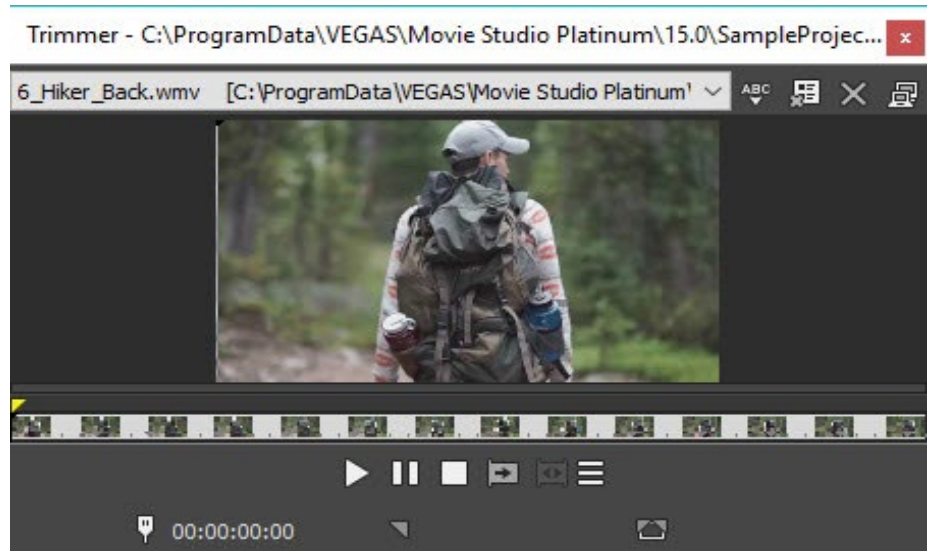 Trimmer - C:\ProgramData\VEGAS\Movie Studio Platinum\15.0\SampleProjec...
x
6_Hiker_Back.wmv [C:\ProgramData\VEGAS\Movie Studio Platinum\
ABC
00:00:00:00